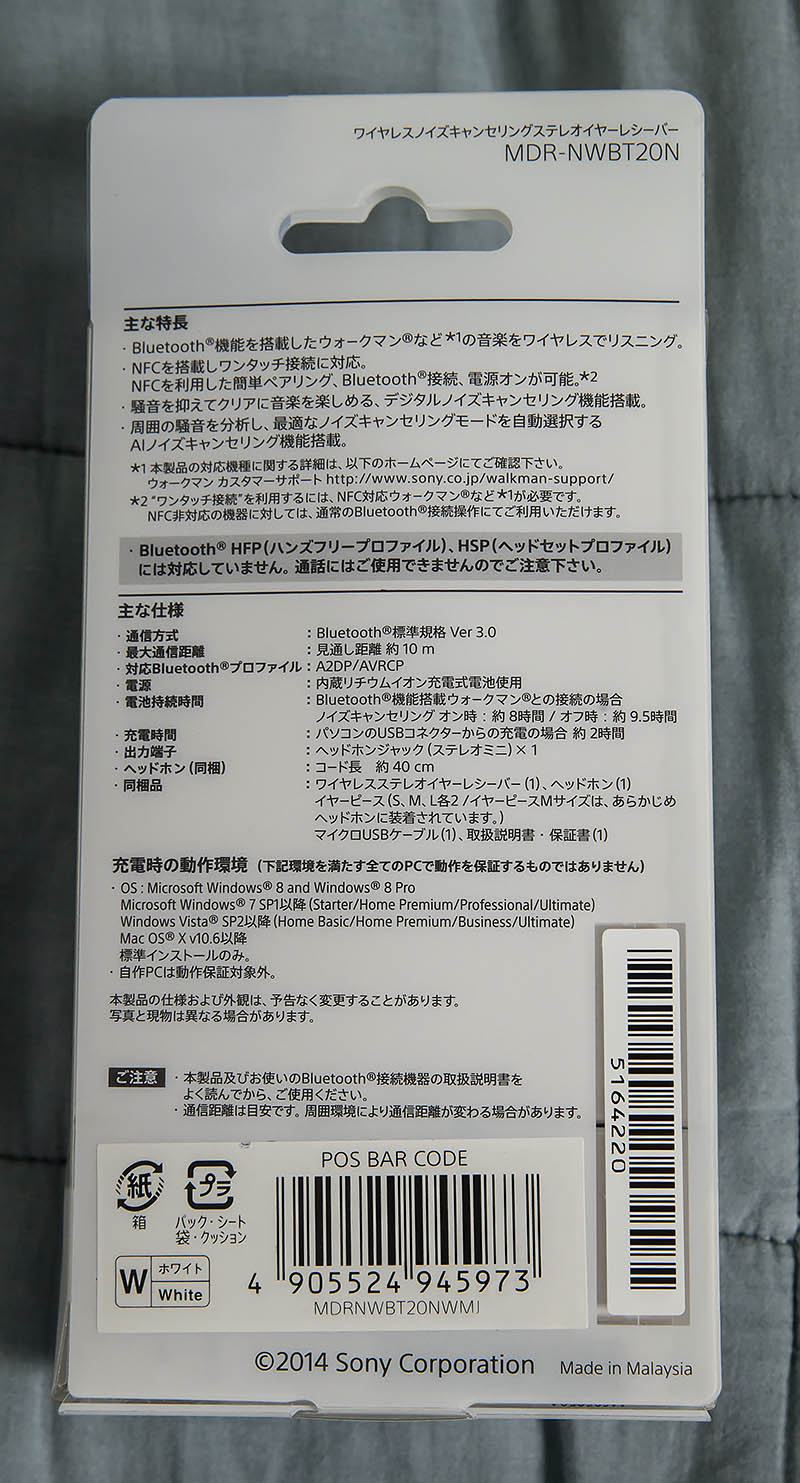 ワイヤレスノイズキャンセリングステレオイヤーレシーバー
MDR-NWBT20N
主な特長
・Bluetooth®機能を搭載したウォークマン®など*1の音楽をワイヤレスでリスニング。
・NFCを搭載しワンタッチ接続に対応。
NFCを利用した簡単ペアリング、Bluetooth®接続、電源オンが可能。*2
・騒音を抑えてクリアに音楽を楽しめる、デジタルノイズキャンセリング機能搭載。
・周囲の騒音を分析し、最適なノイズキャンセリングモードを自動選択する
AIノイズキャンセリング機能搭載。
*1 本製品の対応機種に関する詳細は、以下のホームページにてご確認下さい。
ウォークマン カスタマーサポート http://www.sony.co.jp/walkman-support/
*2 “ワンタッチ接続”を利用するには、NFC対応ウォークマン®など*1が必要です。
NFC非対応の機器に対しては、通常のBluetooth®接続操作にてご利用いただけます。
・Bluetooth® HFP(ハンズフリープロファイル)、HSP(ヘッドセットプロファイル)
には対応していません。通話にはご使用できませんのでご注意下さい。
主な仕様
・通信方式 : Bluetooth®標準規格 Ver 3.0
・最大通信距離 : 見通し距離 約10 m
・対応Bluetooth®プロファイル : A2DP/AVRCP
・電源 : 内蔵リチウムイオン充電式電池使用
・電池持続時間 : Bluetooth®機能搭載ウォークマン®との接続の場合
ノイズキャンセリング オン時 : 約8時間 / オフ時 : 約9.5時間
・充電時間 : パソコンのUSBコネクターからの充電の場合 約2時間
・出力端子 : ヘッドホンジャック(ステレオミニ)×1
・ヘッドホン(同梱) : コード長 約40 cm
・同梱品 : ワイヤレスステレオイヤーレシーバー(1)、ヘッドホン(1)
イヤーピース(S、M、L各2 /イヤーピースMサイズは、あらかじめ
ヘッドホンに装着されています。)
マイクロUSBケーブル(1)、取扱説明書・保証書(1)
充電時の動作環境 (下記環境を満たす全てのPCで動作を保証するものではありません)
・OS : Microsoft Windows® 8 and Windows® 8 Pro
Microsoft Windows® 7 SP1以降(Starter/Home Premium/Professional/Ultimate)
Windows Vista® SP2以降(Home Basic/Home Premium/Business/Ultimate)
Mac OS® X v10.6以降
標準インストールのみ。
・自作PCは動作保証対象外。
本製品の仕様および外観は、予告なく変更することがあります。
写真と現物は異なる場合があります。
ご注意 ・本製品及びお使いのBluetooth®接続機器の取扱説明書を
よく読んでから、ご使用ください。
・通信距離は目安です。周囲環境により通信距離が変わる場合があります。
5164220
POS BAR CODE
紙
箱
プラ
パック・シート
袋・クッション
W ホワイト
White
4 905524 945973
MDRNWBT20NWMJ
©2014 Sony Corporation
Made in Malaysia